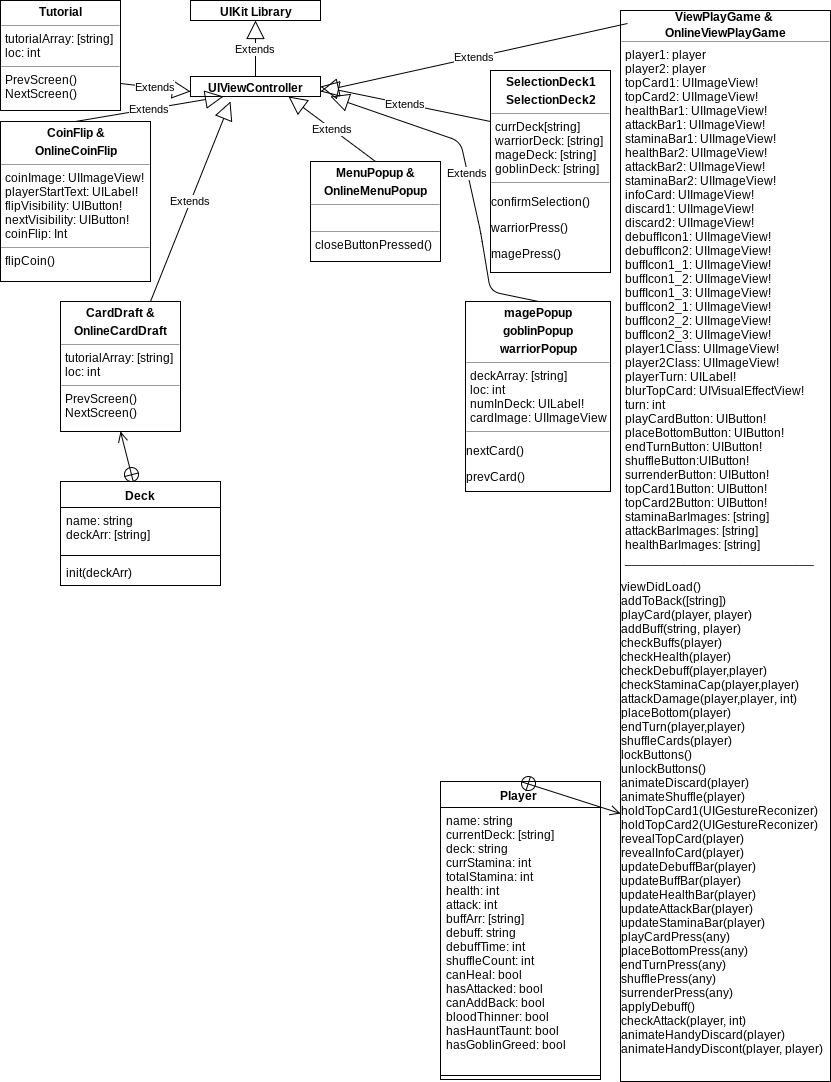 Tutorial
tutorialArray: [string]
loc: int
PrevScreen()
NextScreen()
UIKit Library
Extends
UIViewController
Extends
Extends
Extends
Extends
Extends
Extends
Extends
CoinFlip &
OnlineCoinFlip
coinImage: UIImageView!
playerStartText: UILabel!
flipVisibility: UIButton!
nextVisibility: UIButton!
coinFlip: Int
flipCoin()
MenuPopup &
OnlineMenuPopup
closeButtonPressed()
SelectionDeck1
SelectionDeck2
currDeck[string]
warriorDeck: [string]
mageDeck: [string]
goblinDeck: [string]
confirmSelection()
warriorPress()
magePress()
CardDraft &
OnlineCardDraft
tutorialArray: [string]
loc: int
PrevScreen()
NextScreen()
magePopup
goblinPopup
warriorPopup
deckArray: [string]
loc: int
numInDeck: UILabel!
cardImage: UIImageView
nextCard()
prevCard()
Deck
name: string
deckArr: [string]
init(deckArr)
Player
name: string
currentDeck: [string]
deck: string
currStamina: int
totalStamina: int
health: int
attack: int
buffArr: [string]
debuff: string
debuffTime: int
shuffleCount: int
canHeal: bool
hasAttacked: bool
canAddBack: bool
bloodThinner: bool
hasHauntTaunt: bool
hasGoblinGreed: bool
ViewPlayGame &
OnlineViewPlayGame
player1: player
player2: player
topCard1: UIImageView!
topCard2: UIImageView!
healthBar1: UIImageView!
attackBar1: UIImageView!
staminaBar1: UIImageView!
healthBar2: UIImageView!
attackBar2: UIImageView!
staminaBar2: UIImageView!
infoCard: UIImageView!
discard1: UIImageView!
discard2: UIImageView!
debuffIcon1: UIImageView!
debuffIcon2: UIImageView!
buffIcon1_1: UIImageView!
buffIcon1_2: UIImageView!
buffIcon1_3: UIImageView!
buffIcon2_1: UIImageView!
buffIcon2_2: UIImageView!
buffIcon2_3: UIImageView!
player1Class: UIImageView!
player2Class: UIImageView!
playerTurn: UILabel!
blurTopCard: UIVisualEffectView!
turn: int
playCardButton: UIButton!
placeBottomButton: UIButton!
endTurnButton: UIButton!
shuffleButton:UIButton!
surrenderButton: UIButton!
topCard1Button: UIButton!
topCard2Button: UIButton!
staminaBarImages: [string]
attackBarImages: [string]
healthBarImages: [string]
viewDidLoad()
addToBack([string])
playCard(player, player)
addBuff(string, player)
checkBuffs(player)
checkHealth(player)
checkDebuff(player,player)
checkStaminaCap(player,player)
attackDamage(player,player, int)
placeBottom(player)
endTurn(player,player)
shuffleCards(player)
lockButtons()
unlockButtons()
animateDiscard(player)
animateShuffle(player)
holdTopCard1(UIGestureReconizer)
holdTopCard2(UIGestureReconizer)
revealTopCard(player)
revealInfoCard(player)
updateDebuffBar(player)
updateBuffBar(player)
updateHealthBar(player)
updateAttackBar(player)
updateStaminaBar(player)
playCardPress(any)
placeBottomPress(any)
endTurnPress(any)
shufflePress(any)
surrenderPress(any)
applyDebuff()
checkAttack(player, int)
animateHandyDiscard(player)
animateHandyDiscont(player, player)